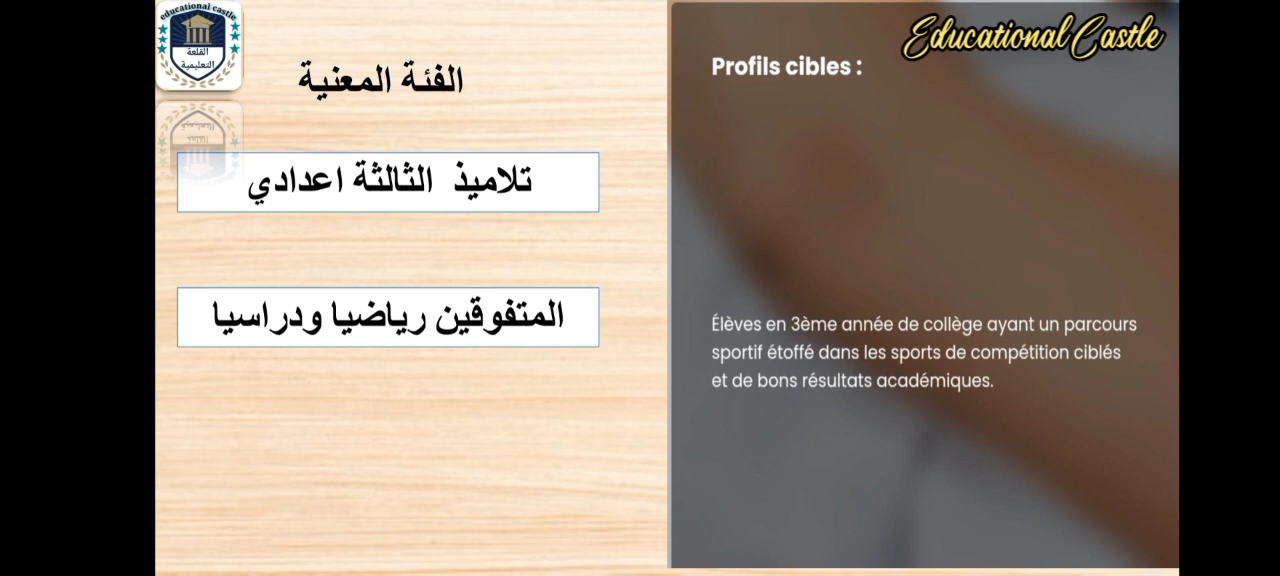 educational castle
القلعة
التعليمية
الفئة المعنية
تلاميذ الثالثة اعدادي
المتفوقين رياضيا ودراسيا
Educational Castle
Profils cibles :
Élèves en 3ème année de collège ayant un parcours
sportif étoffé dans les sports de compétition ciblés
et de bons résultats académiques.